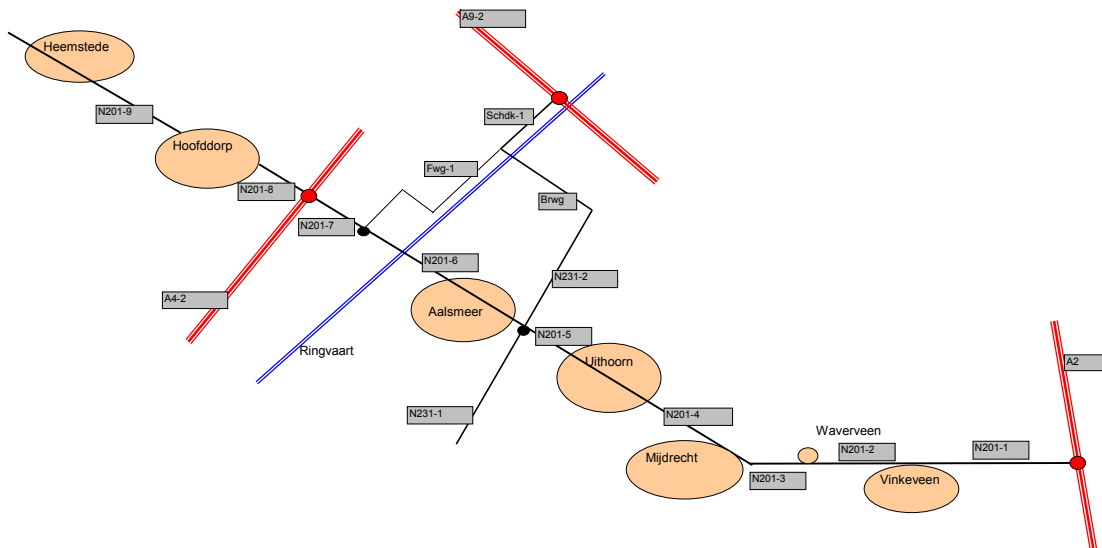 A9-2
Heemstede
N201-9
Schdk-1
Hoofddorp
Fwg-1
N201-8
Brwg
N201-7
N201-6
N231-2
A4-2
Aalsmeer
N201-5
Ringvaart
Uithoorn
A2
N231-1
N201-4
Waverveen
N201-2
N201-1
Mijdrecht
N201-3
Vinkeveen